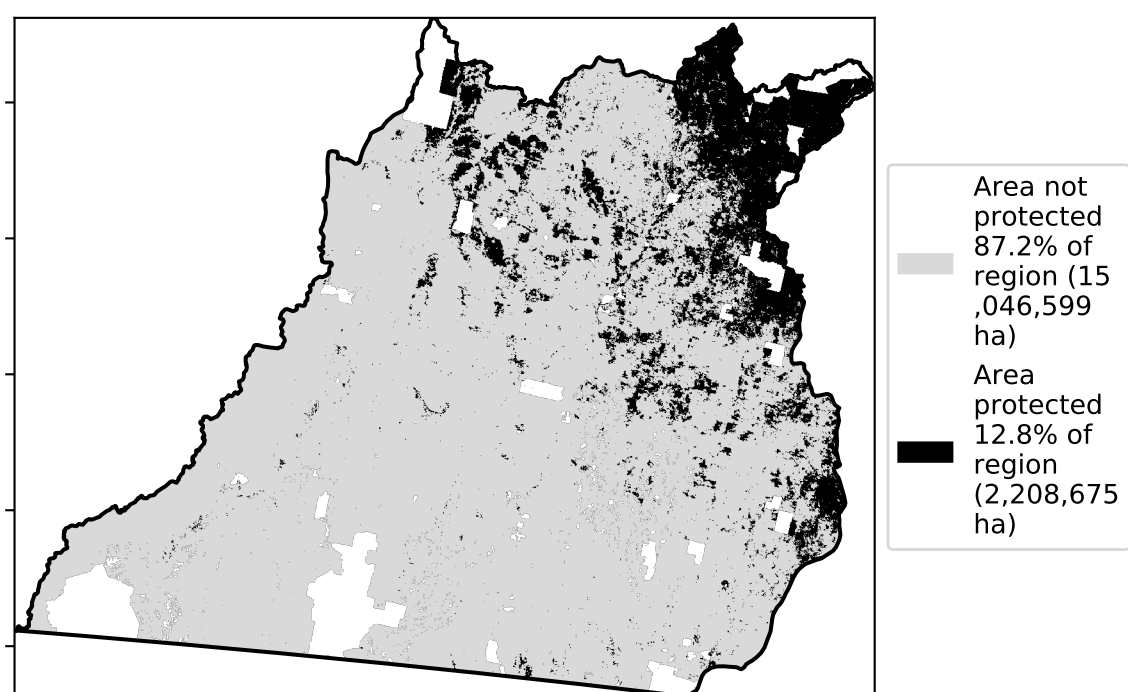 Area not
protected
87.2% of
region (15
,046,599
ha)
Area
protected
12.8% of
region
(2,208,675
ha)